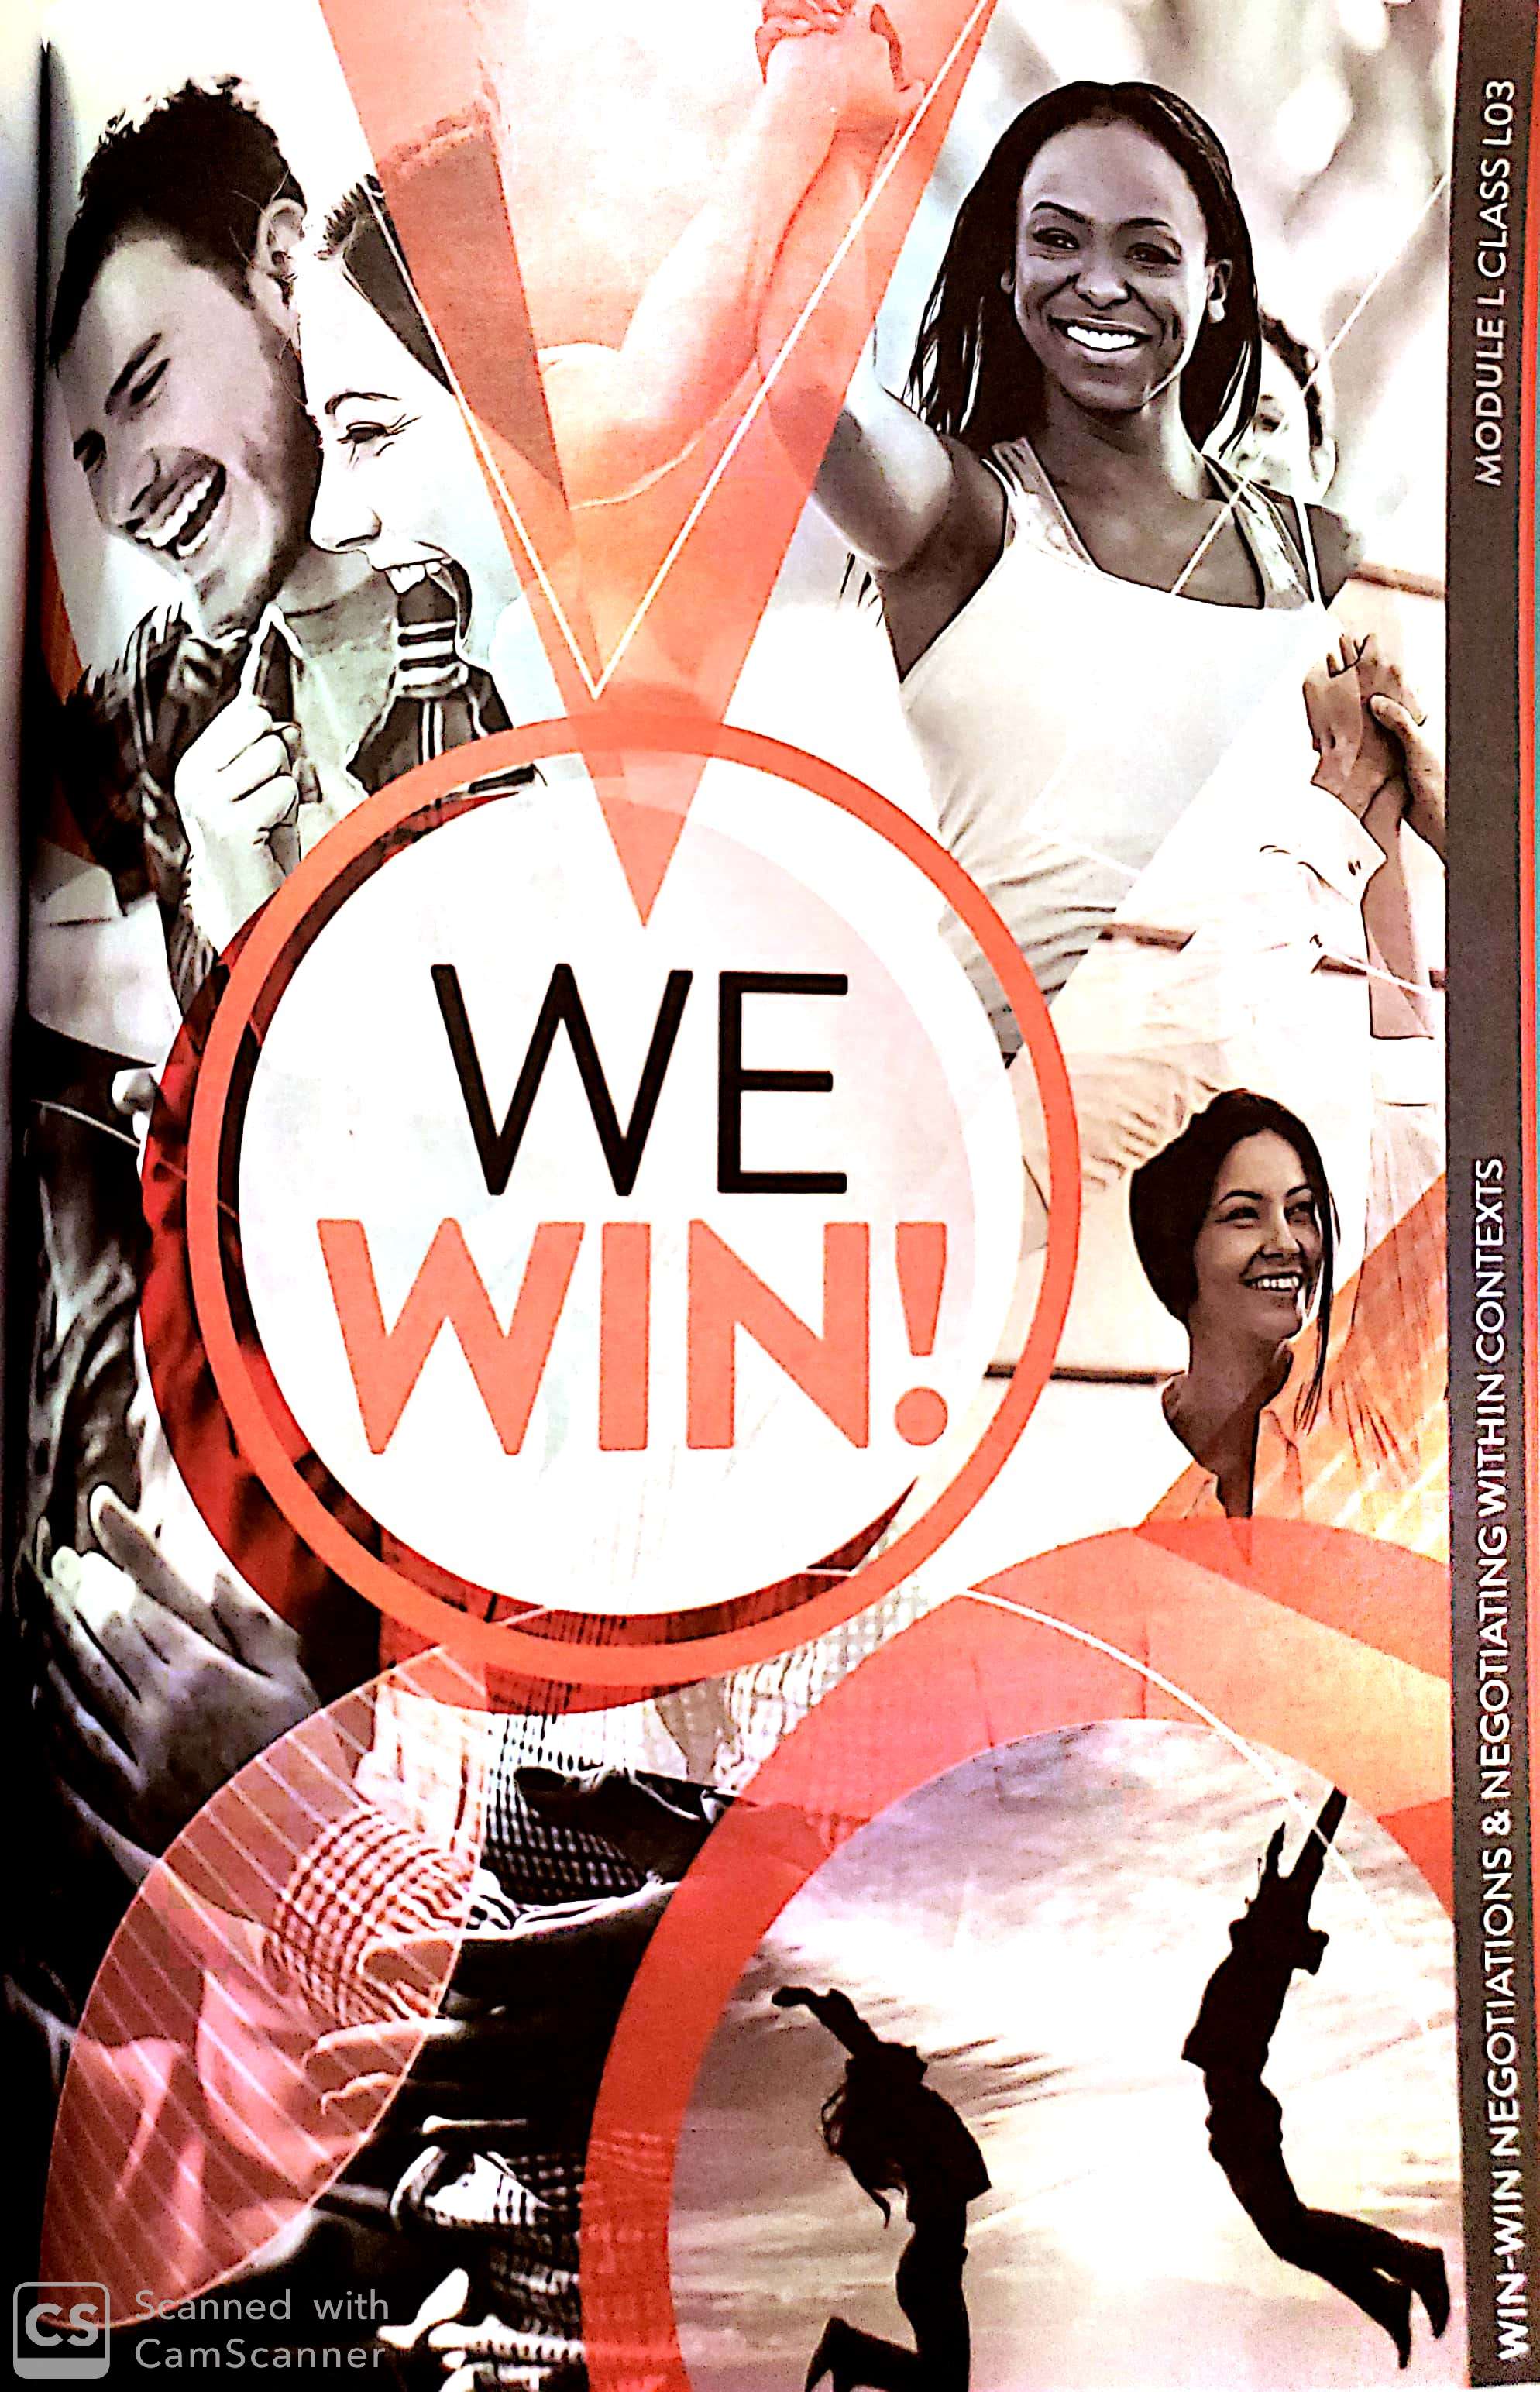 WE
WIN!
MODULE L CLASS L03
WIN-WIN NEGOTIATIONS & NEGOTIATING WITHIN CONTEXTS
CS
Scanned with
CamScanner